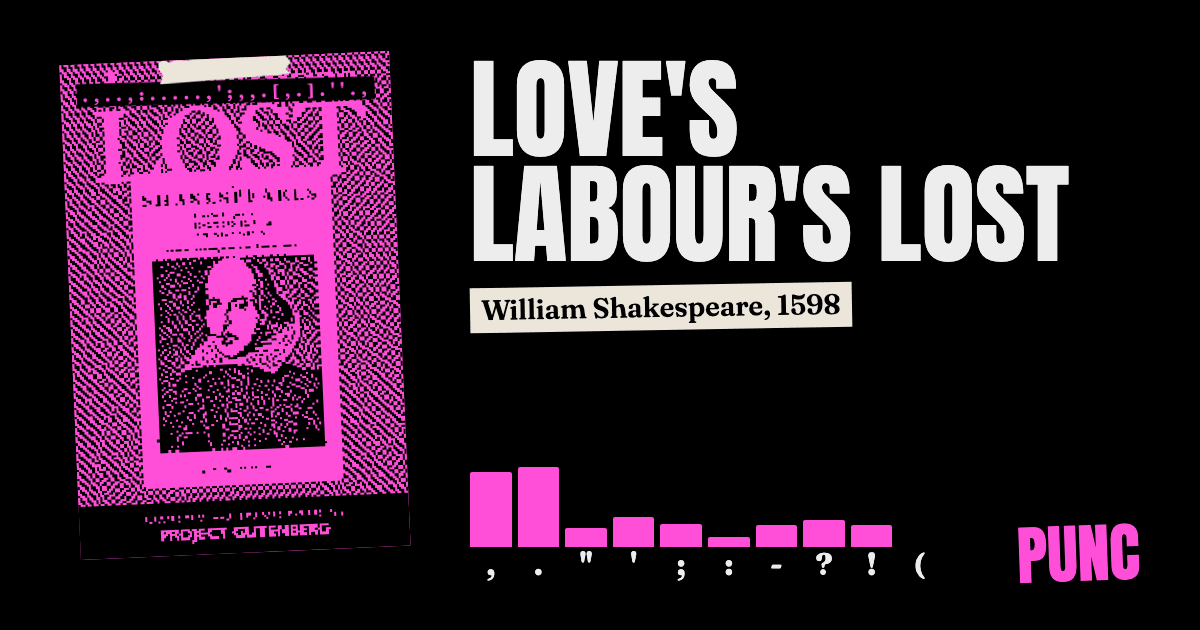 .,..,:.....,';,,.[,.].''.,
LOST
SHAKESPEARES
PROJECT GUTENBERG
LOVE'S
LABOUR'S LOST
William Shakespeare, 1598
, . " ' ; : - ? ! (
PUNC